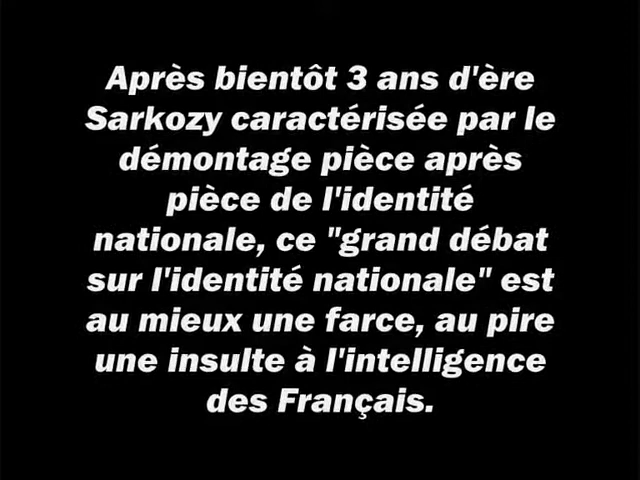 Après bientôt 3 ans d'ère
Sarkozy caractérisée par le
démontage pièce après
pièce de l'identité
nationale, ce "grand débat
sur l'identité nationale" est
au mieux une farce, au pire
une insulte à l'intelligence
des Français.